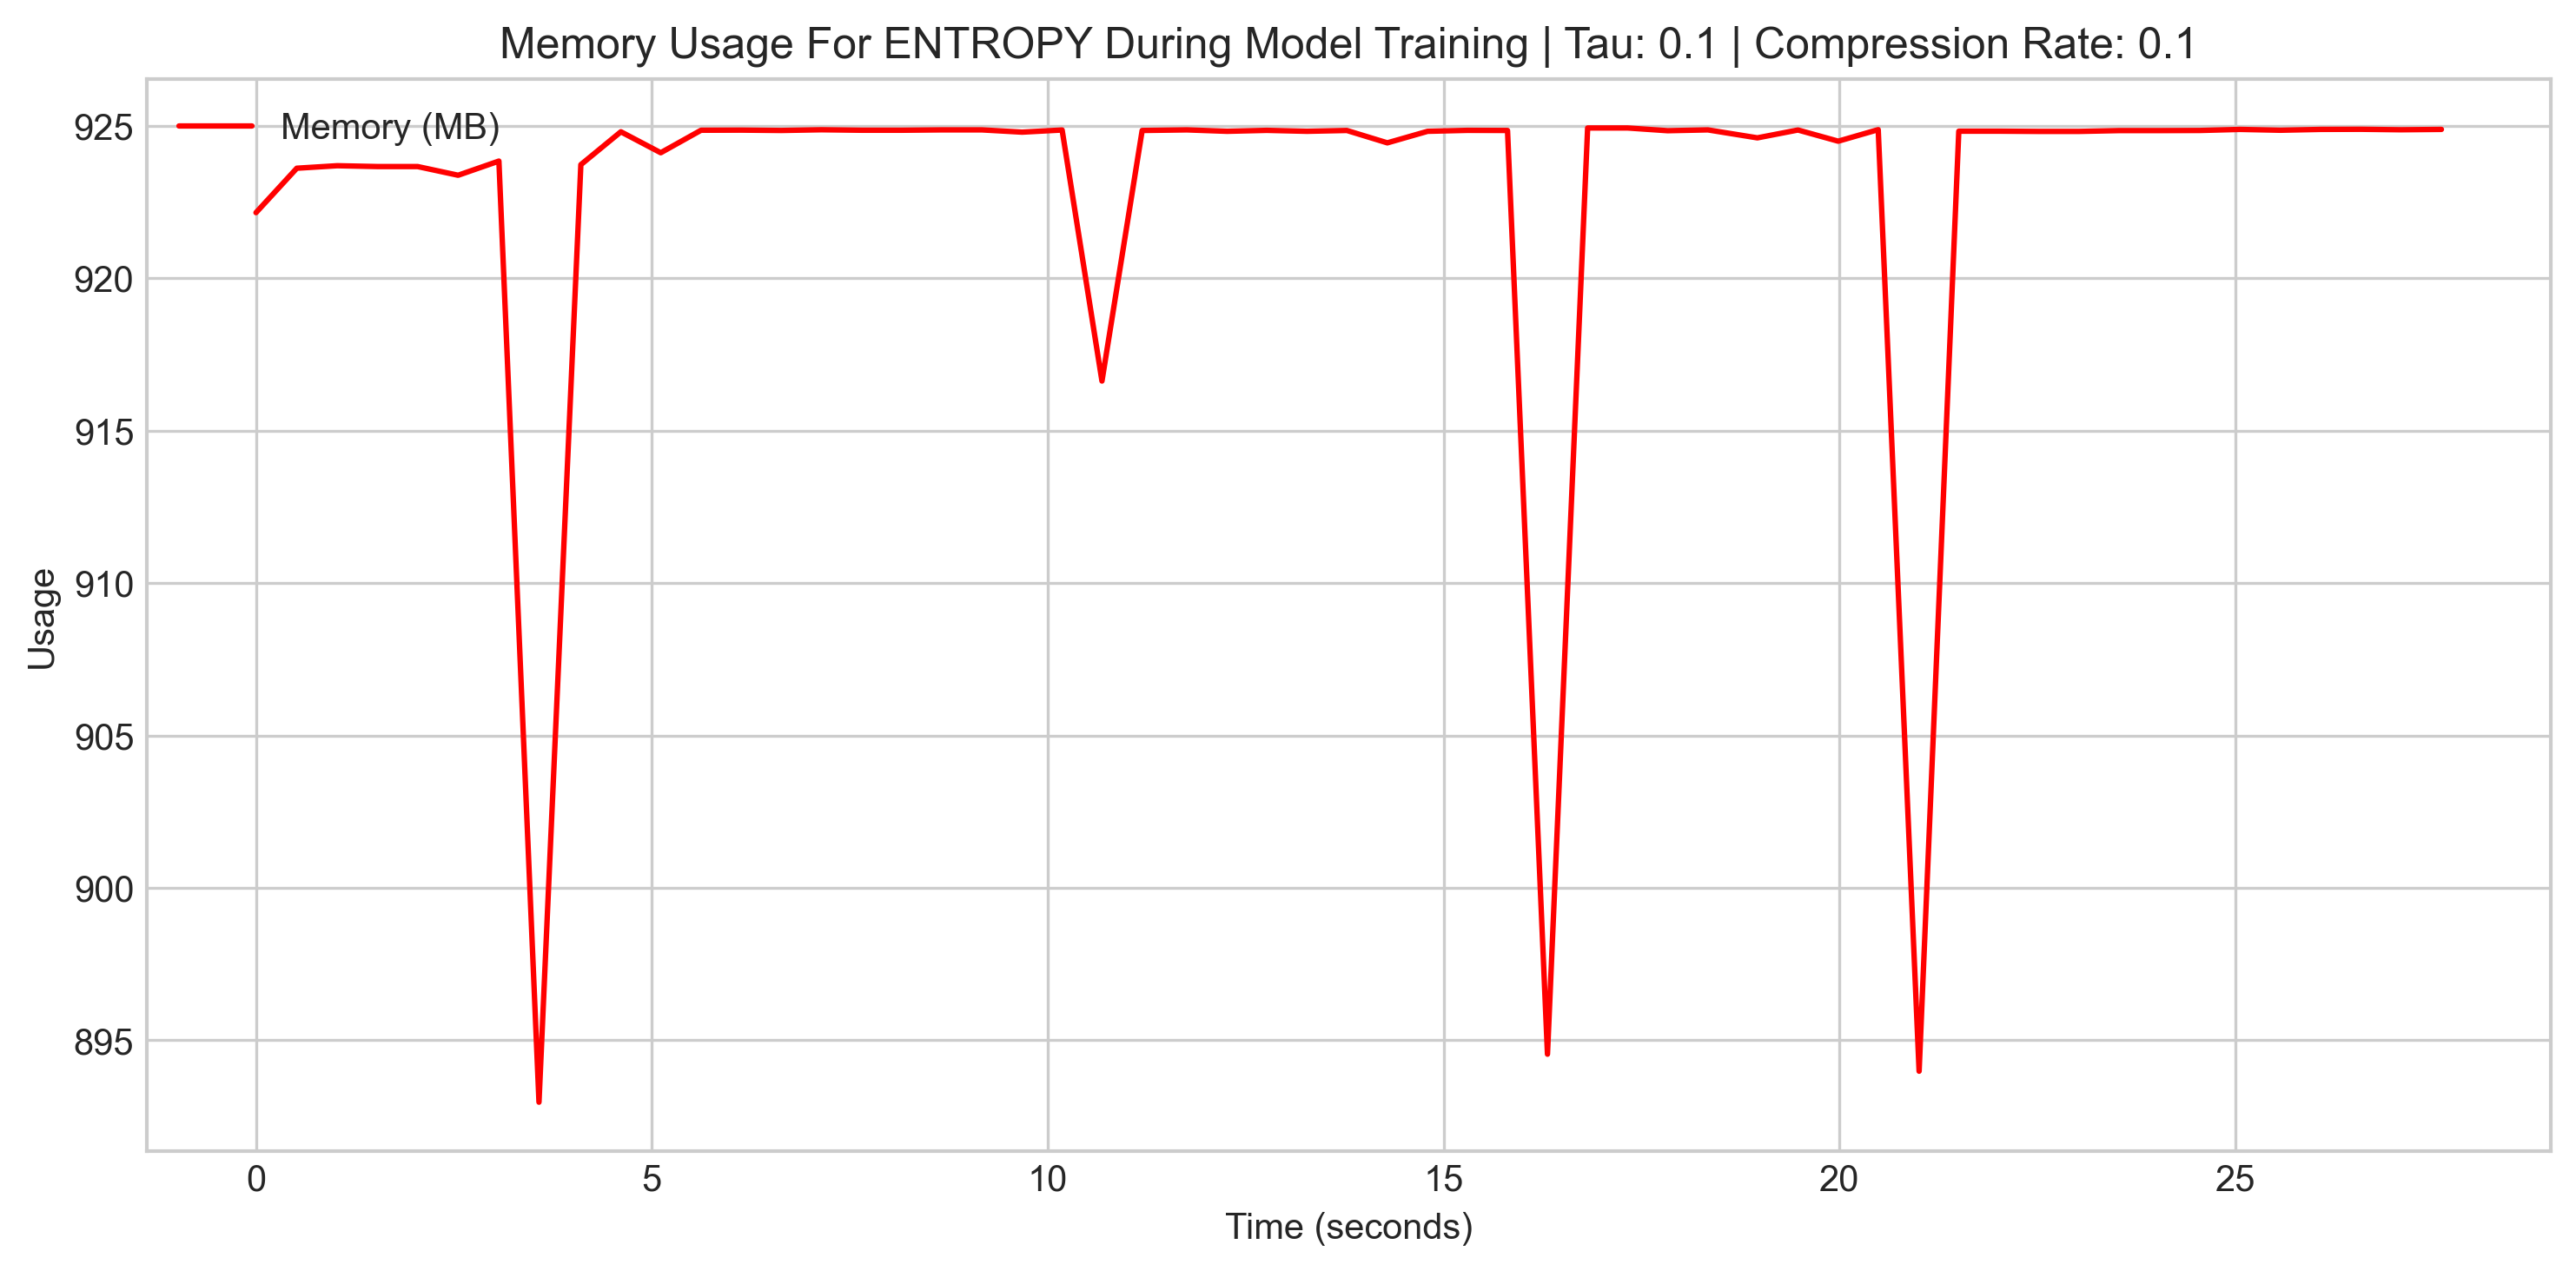 Memory Usage For ENTROPY During Model Training | Tau: 0.1 | Compression Rate: 0.1
Memory (MB)
925
920
915
910
905
900
895
Usage
0 5 10 15 20 25
Time (seconds)